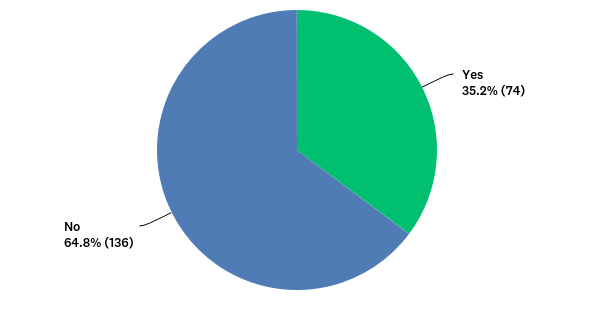 Yes
35.2% (74)
No
64.8% (136)